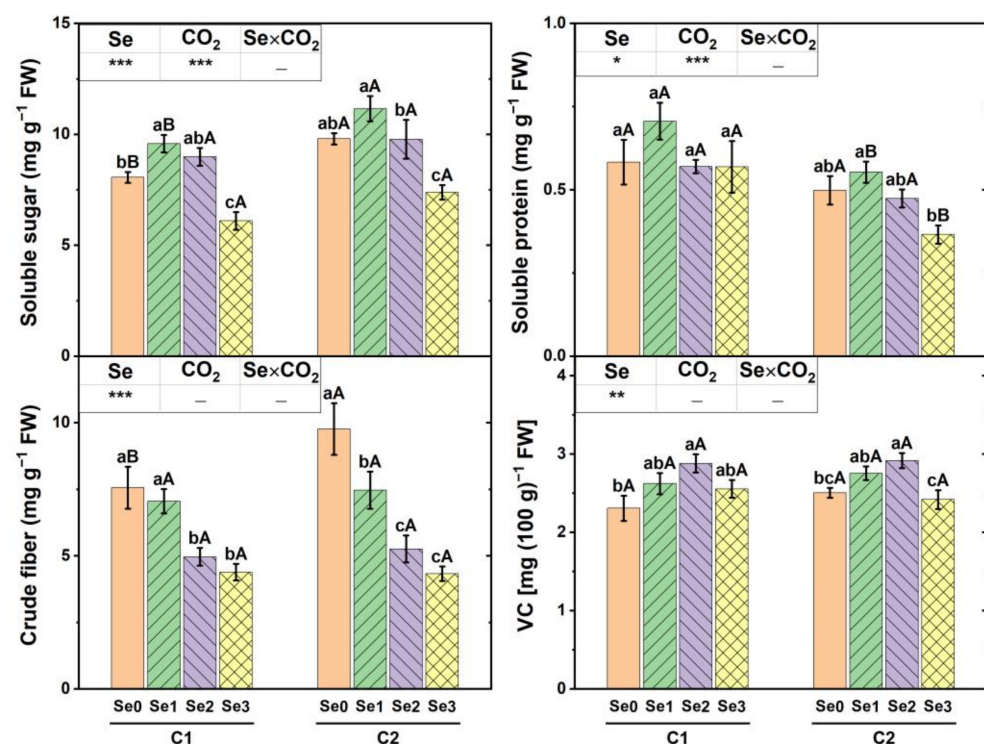 Soluble sugar (mg g⁻¹ FW)
15
10
5
0
Se CO₂ Se×CO₂
*** *** _
bB aB abA cA abA aA bA cA
Soluble protein (mg g⁻¹ FW)
1.0
0.5
0.0
Se CO₂ Se×CO₂
* *** _
aA aA aA aA abA aB abA bB
Crude fiber (mg g⁻¹ FW)
10
5
0
Se CO₂ Se×CO₂
*** _ _
aB aA bA bA aA bA cA cA
Se0 Se1 Se2 Se3 Se0 Se1 Se2 Se3
C1 C2
VC [mg (100 g)⁻¹ FW]
4
3
2
1
0
Se CO₂ Se×CO₂
** _ _
bA abA aA abA bcA abA aA cA
Se0 Se1 Se2 Se3 Se0 Se1 Se2 Se3
C1 C2